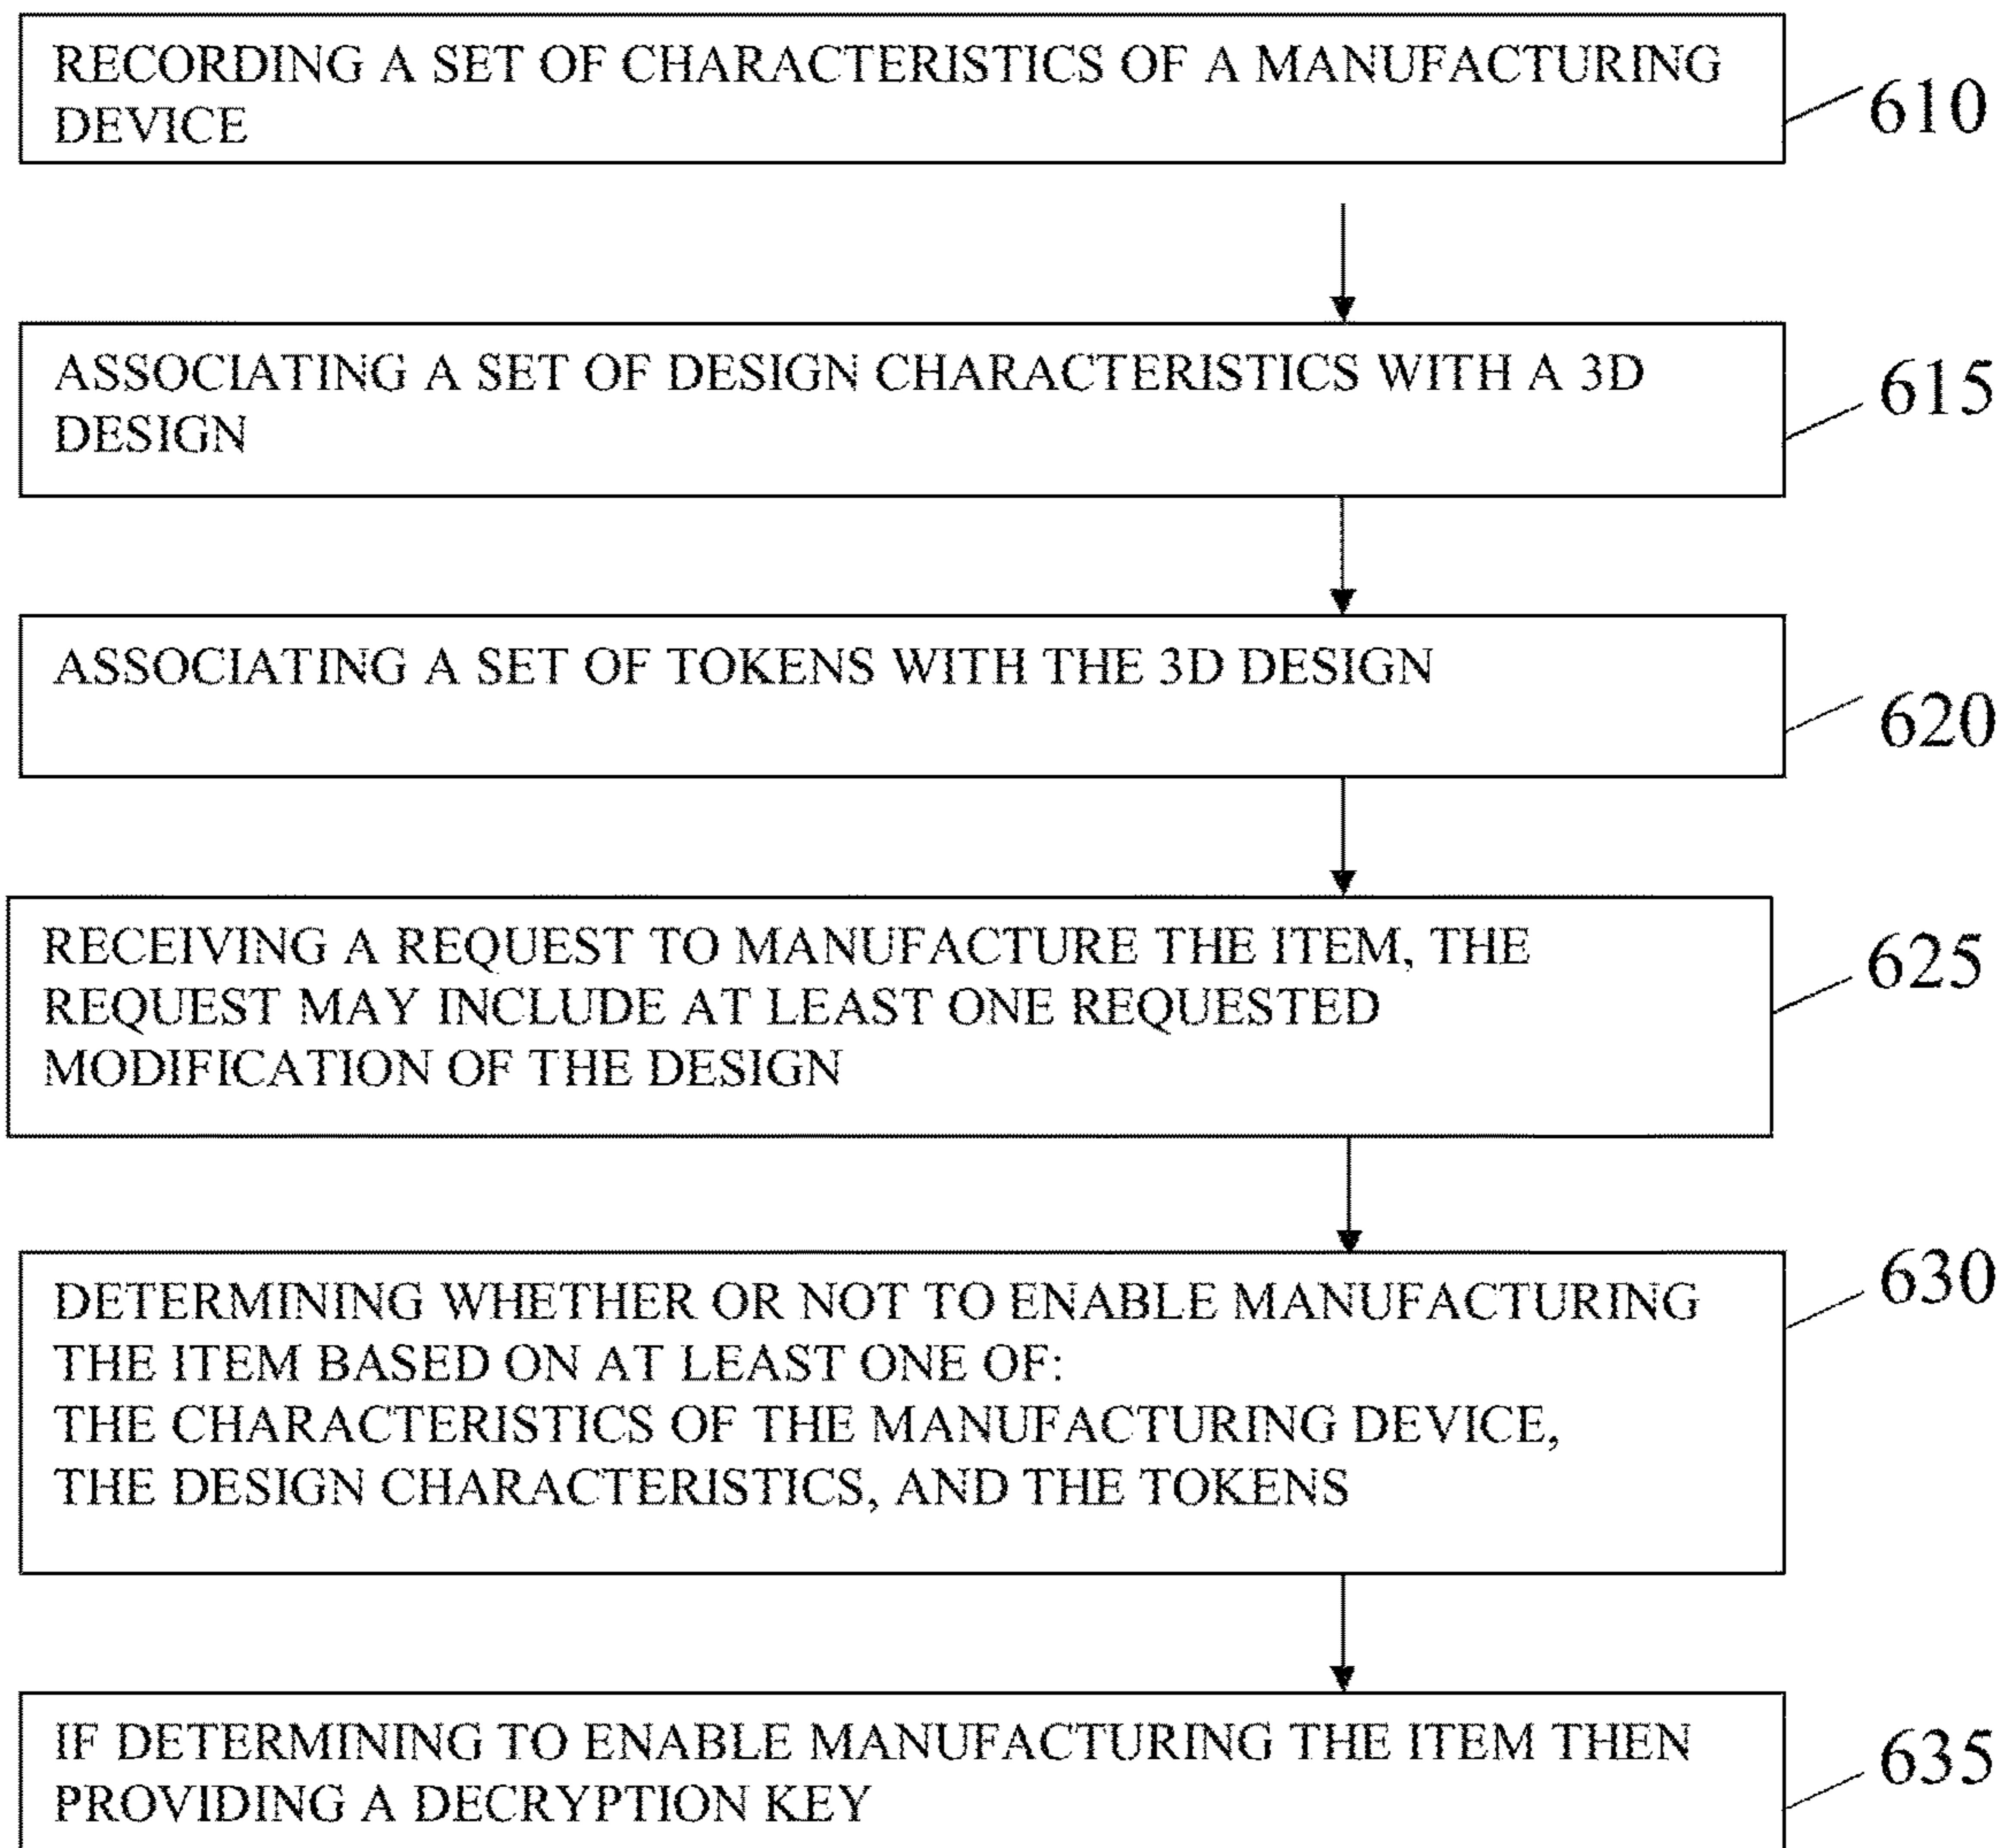 RECORDING A SET OF CHARACTERISTICS OF A MANUFACTURING
DEVICE
610
ASSOCIATING A SET OF DESIGN CHARACTERISTICS WITH A 3D
DESIGN
615
ASSOCIATING A SET OF TOKENS WITH THE 3D DESIGN
620
RECEIVING A REQUEST TO MANUFACTURE THE ITEM, THE
REQUEST MAY INCLUDE AT LEAST ONE REQUESTED
MODIFICATION OF THE DESIGN
625
DETERMINING WHETHER OR NOT TO ENABLE MANUFACTURING
THE ITEM BASED ON AT LEAST ONE OF:
THE CHARACTERISTICS OF THE MANUFACTURING DEVICE,
THE DESIGN CHARACTERISTICS, AND THE TOKENS
630
IF DETERMINING TO ENABLE MANUFACTURING THE ITEM THEN
PROVIDING A DECRYPTION KEY
635